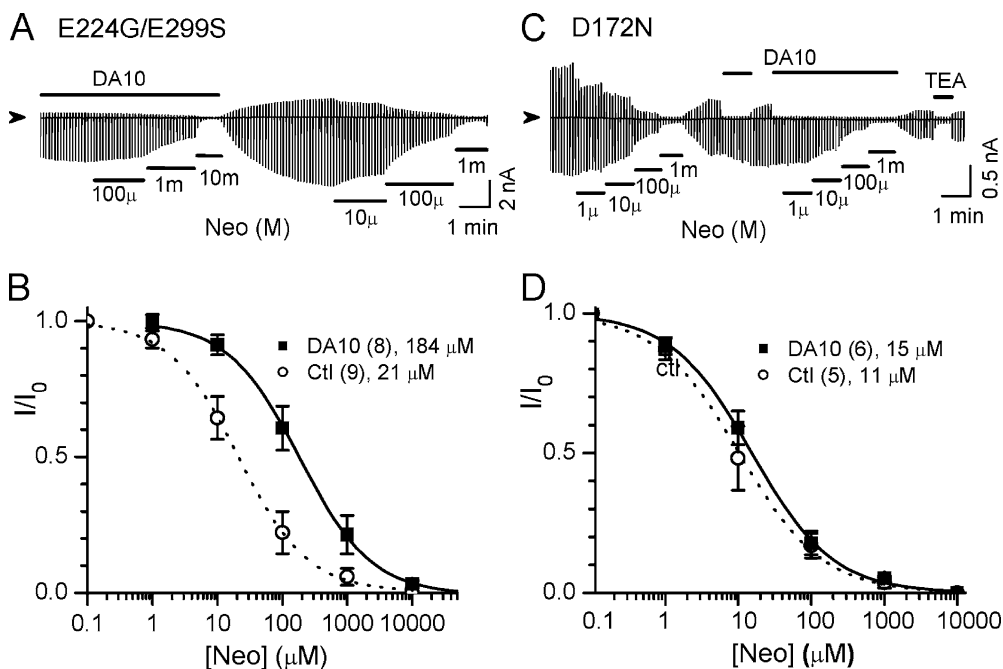 A E224G/E299S
DA10
100μ
1m
10m
10μ
100μ
1m
2 nA
1 min
Neo (M)
C D172N
DA10
TEA
1μ
10μ
100μ
1m
1μ
10μ
100μ
1m
0.5 nA
1 min
Neo (M)
B
I/I0
1.0
0.5
0.0
DA10 (8), 184 μM
Ctl (9), 21 μM
0.1 1 10 100 1000 10000
[Neo] (μM)
D
I/I0
1.0
0.5
0.0
DA10 (6), 15 μM
Ctl (5), 11 μM
Ctl
0.1 1 10 100 1000 10000
[Neo] (μM)